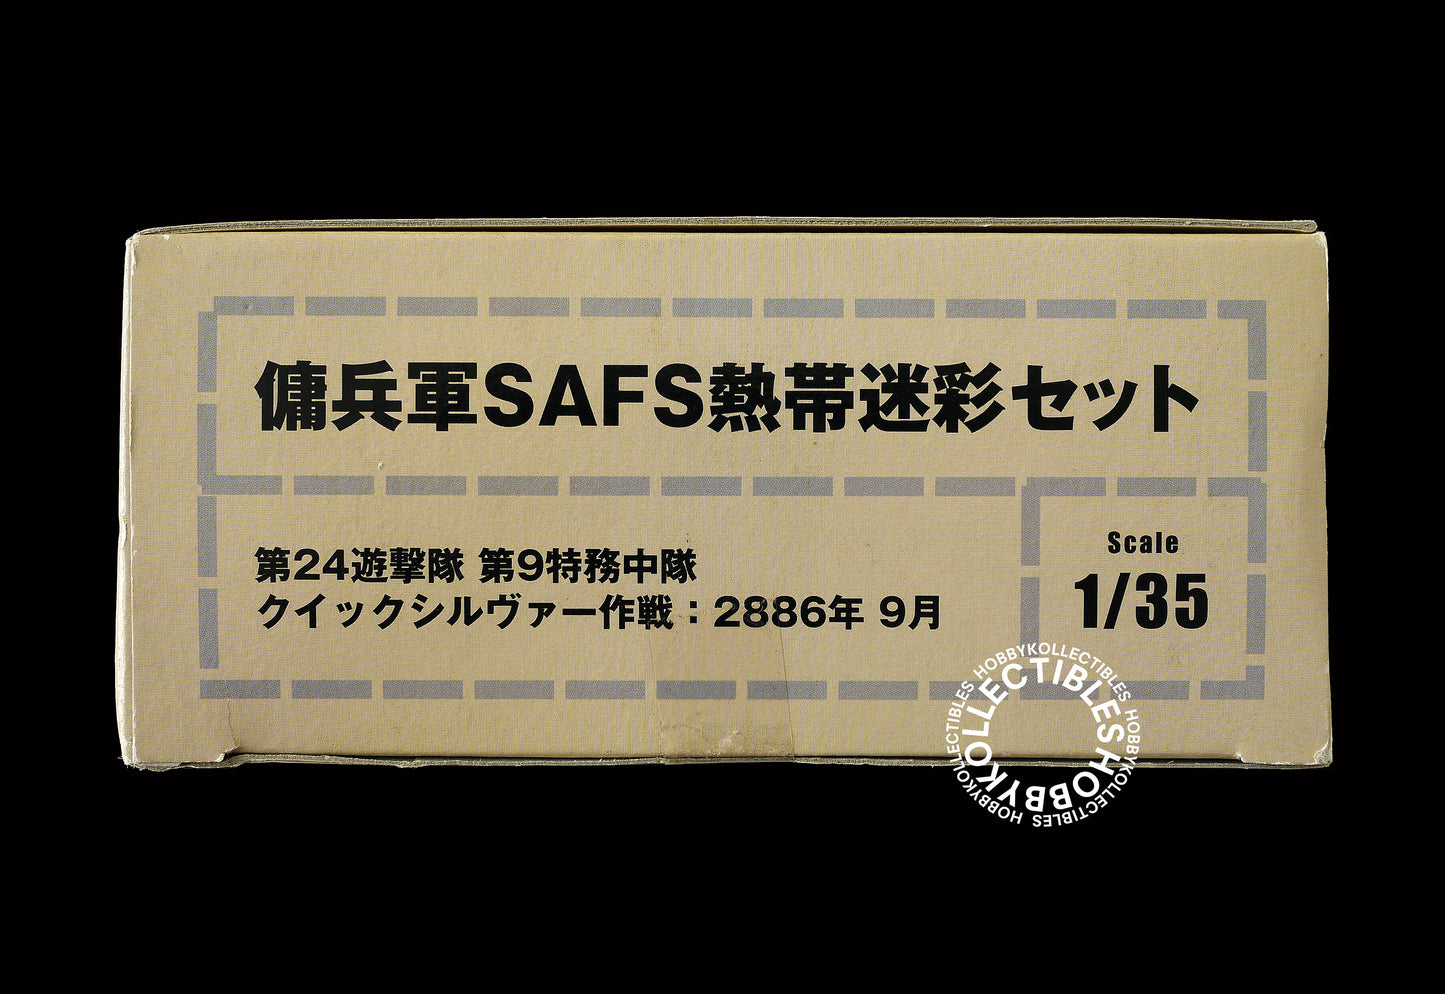 傭兵軍SAFS熱帯迷彩セット
第24遊撃隊 第9特務中隊
クイックシルヴァー作戦：2886年 9月
Scale
1/35
HOBBYKOLLECTIBLES HOBBYKOLLECTIBLES HOBBYKOLLECTIBLES
HOBBYKOLLECTIBLES